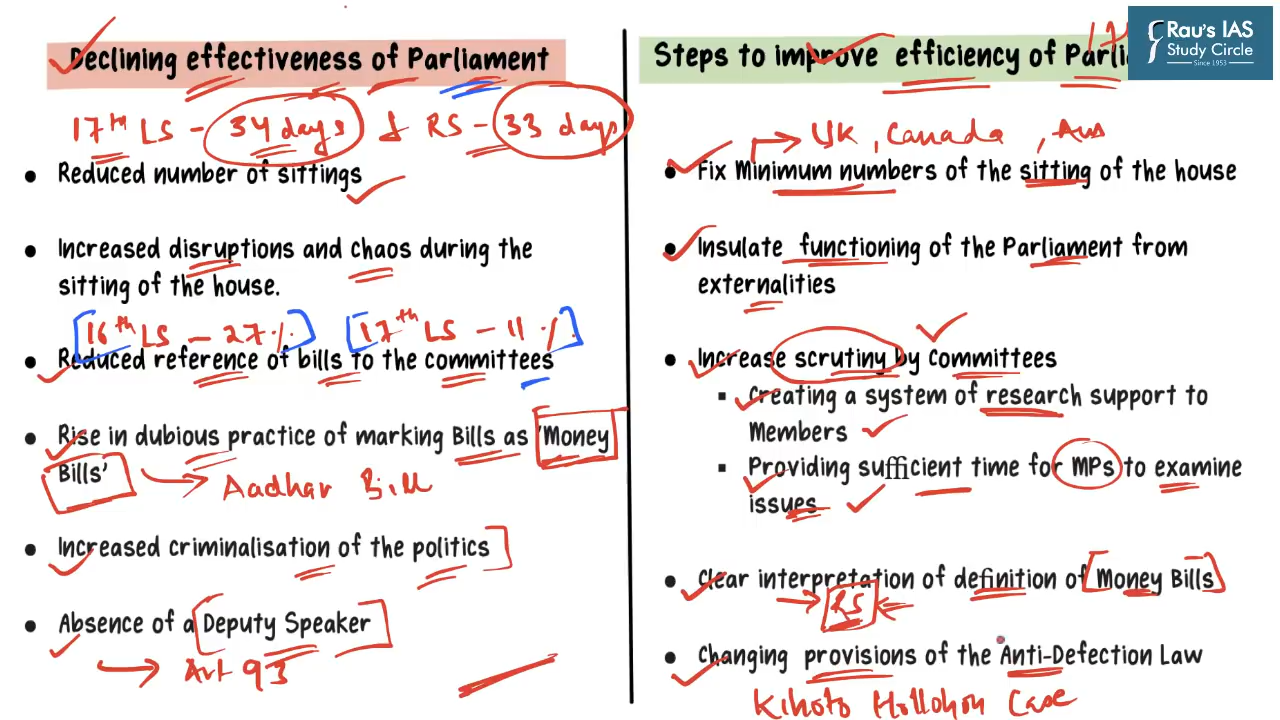 Declining effectiveness of Parliament
17th LS - 34 days & RS - 33 days
• Reduced number of sittings
• Increased disruptions and chaos during the
sitting of the house.
[16th LS - 27%] [17th LS - 11%]
• Reduced reference of bills to the committees
• Rise in dubious practice of marking Bills as 'Money
Bills'
→ Aadhar Bill
• Increased criminalisation of the politics
• Absence of a Deputy Speaker
→ Art 93
Steps to improve efficiency of Parli
Rau's IAS
Study Circle
Since 1953
→ UK, Canada, Aus
• Fix Minimum numbers of the sitting of the house
• Insulate functioning of the Parliament from
externalities
• Increase scrutiny by committees
▪ Creating a system of research support to
Members
▪ Providing sufficient time for MPs to examine
issues
• Clear interpretation of definition of Money Bills
→ RS
• Changing provisions of the Anti-Defection Law
Kihoto Hollohon Case